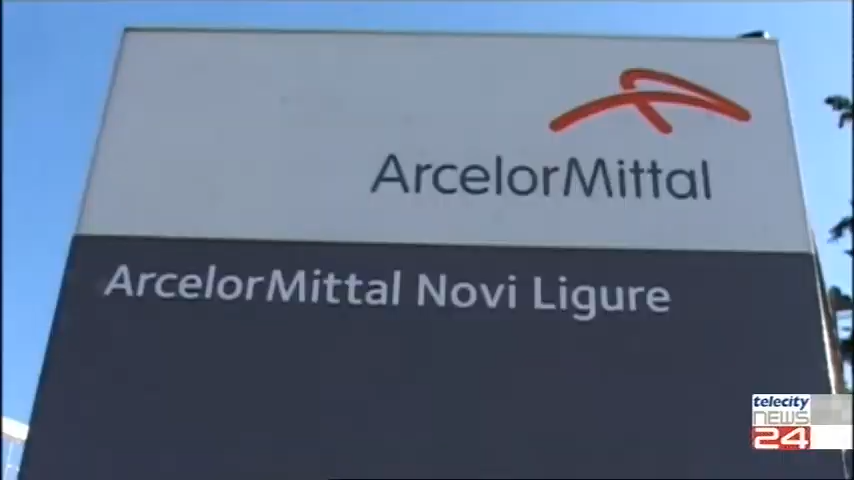 ArcelorMittal
ArcelorMittal Novi Ligure
telecity
NEWS
24